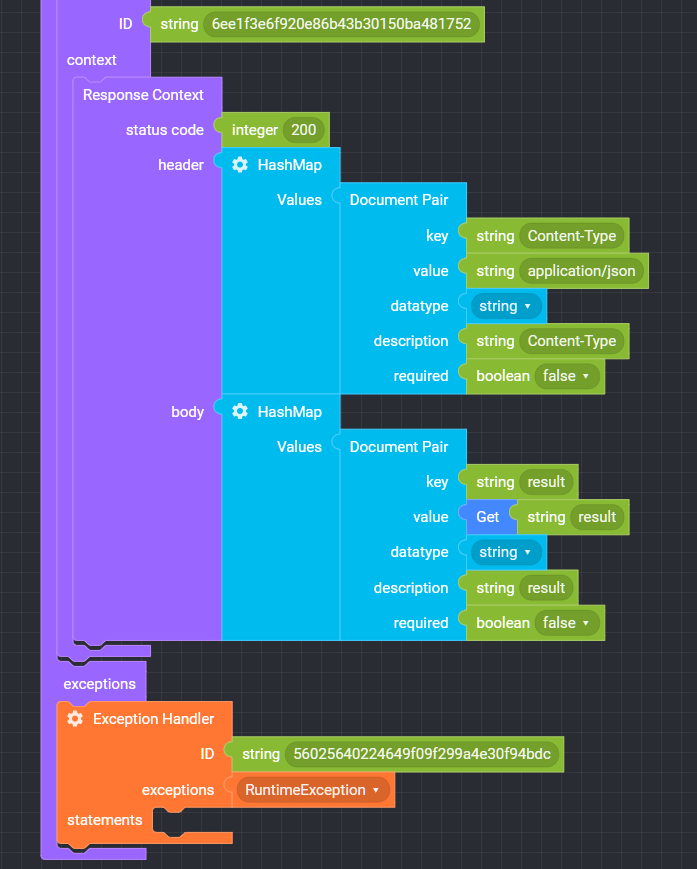 ID string 6ee1f3e6f920e86b43b30150ba481752
context
Response Context
status code integer 200
header HashMap
Values Document Pair
key string Content-Type
value string application/json
datatype string
description string Content-Type
required boolean false
body HashMap
Values Document Pair
key string result
value Get string result
datatype string
description string result
required boolean false
exceptions
Exception Handler
ID string 56025640224649f09f299a4e30f94bdc
exceptions RuntimeException
statements